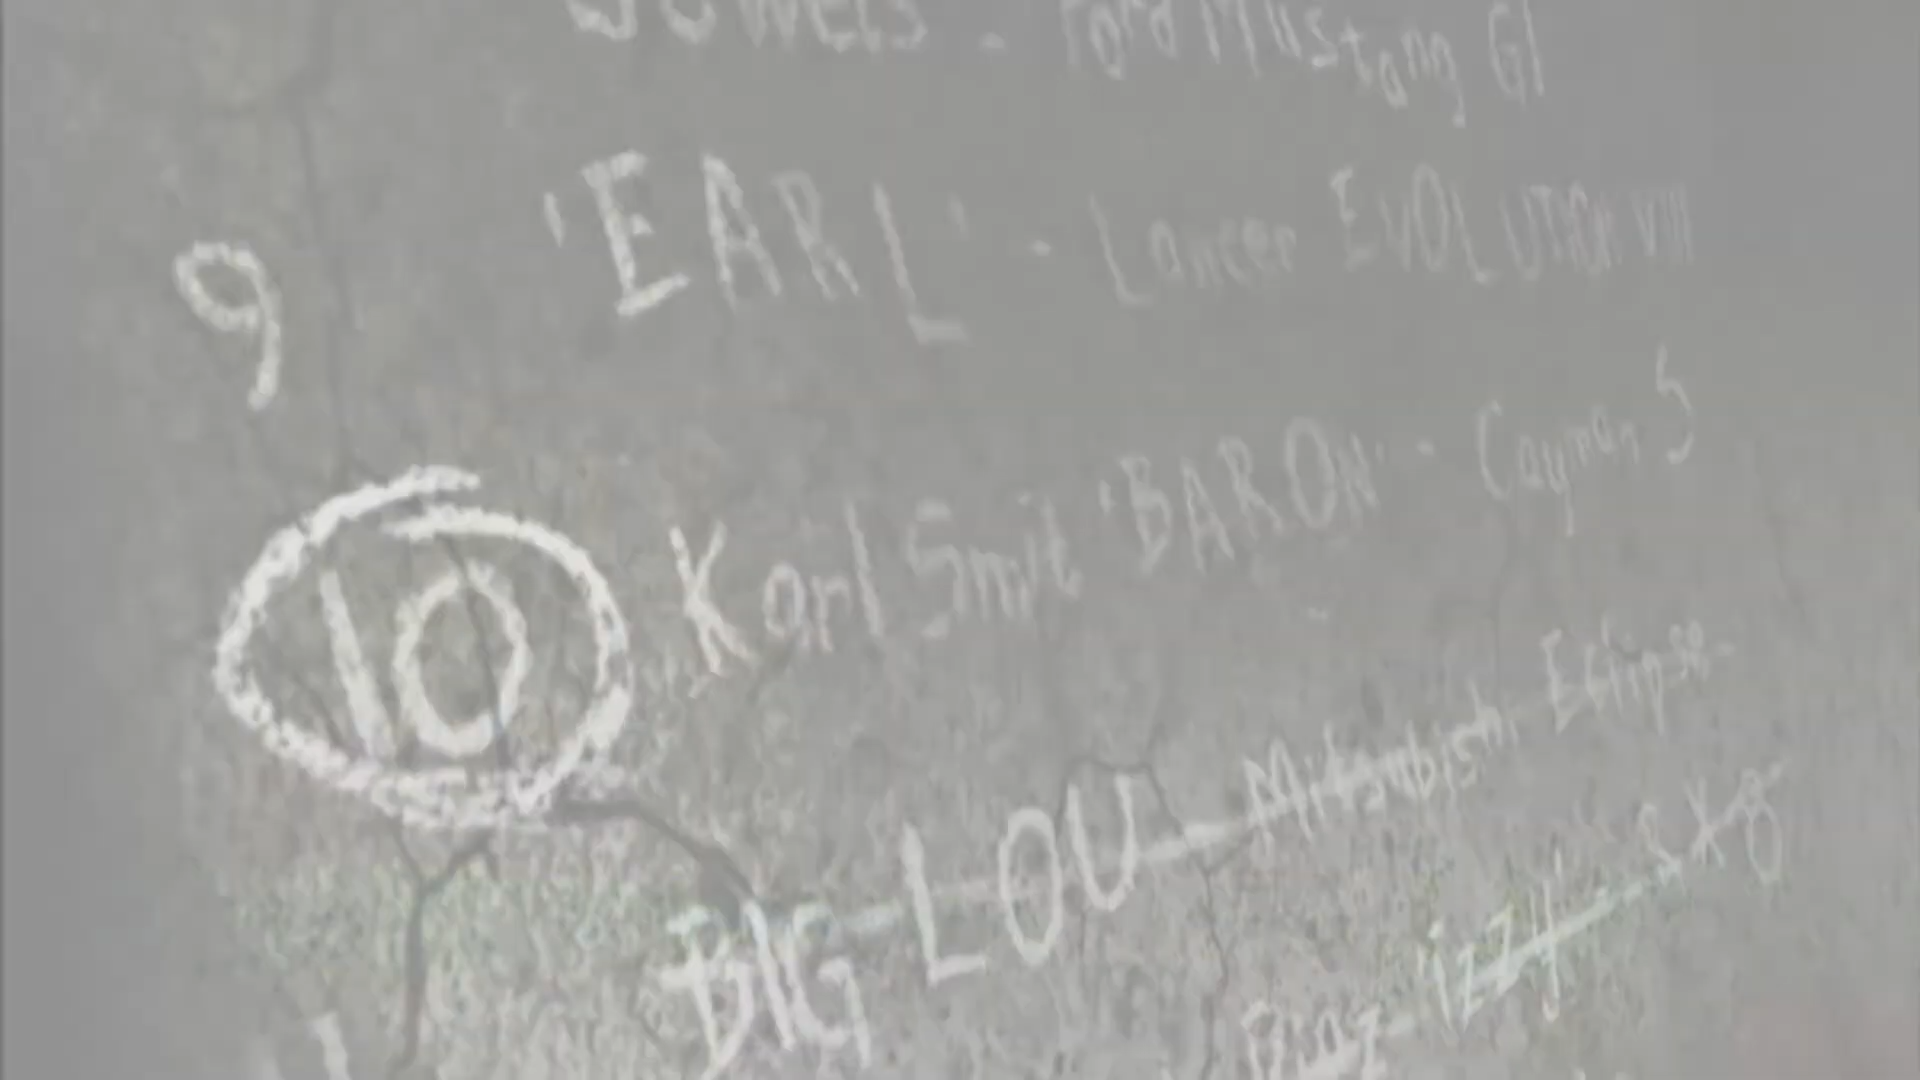 JEWELS - Ford Mustang GT
9 'EARL' - Lancer EVOLUTION VIII
10 Karl Smit 'BARON' - Cayman S
BIG LOU - Mitsubishi Eclipse
'izzy' - RX8